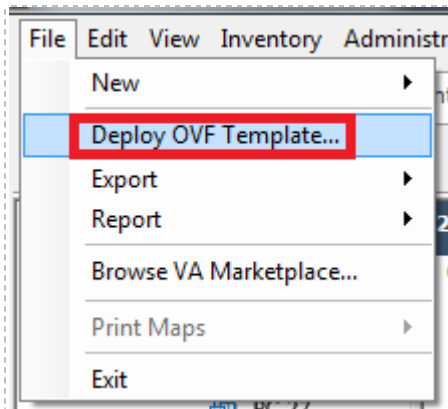 File Edit View Inventory Administr
New
Deploy OVF Template...
Export
Report
Browse VA Marketplace...
Print Maps
Exit